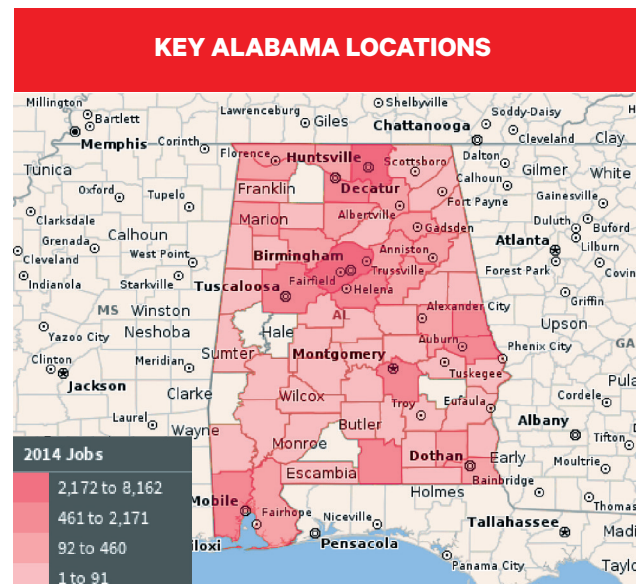 KEY ALABAMA LOCATIONS
Millington
Bartlett
Memphis
Corinth
Lawrenceburg
Giles
Shelbyville
Chattanooga
Soddy-Daisy
Cleveland
Clay
Tunica
Oxford
Tupelo
Florence
Huntsville
Scottsboro
Dalton
Calhoun
Gilmer
White
Franklin
Decatur
Fort Payne
Gainesville
Clarksdale
Calhoun
Grenada
Marion
Albertville
Gadsden
Duluth
Buford
Lilburn
Atlanta
Cleveland
West Point
Birmingham
Anniston
Trussville
Forest Park
Indianola
Starkville
Tuscaloosa
Fairfield
Helena
Griffin
MS
Winston
AL
Alexander City
Upson
Yazoo City
Neshoba
Hale
Auburn
Phenix City
GA
Clinton
Meridian
Sumter
Montgomery
Tuskegee
Jackson
Clarke
Wilcox
Troy
Eufaula
Cordele
Laurel
Wayne
Butler
Albany
Tifton
Monroe
Dothan
Early
Moultrie
Escambia
Bainbridge
Holmes
Mobile
Fairhope
Niceville
Tallahassee
Pensacola
Panama City
2014 Jobs
2,172 to 8,162
461 to 2,171
92 to 460
1 to 91